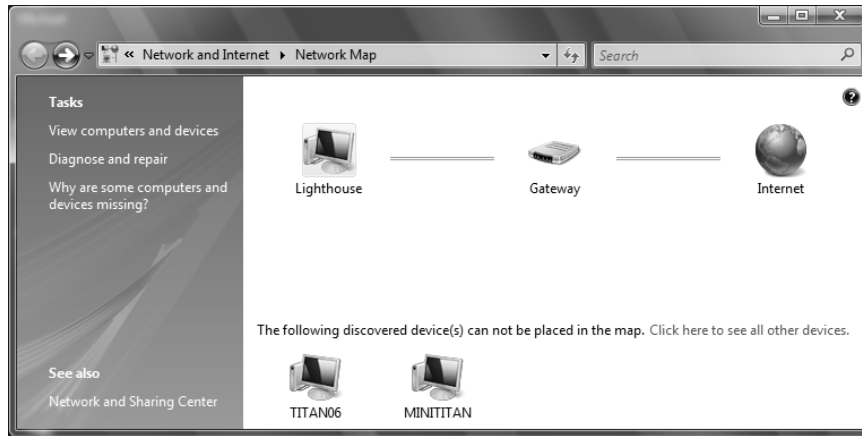 « Network and Internet ▸ Network Map
Search
Tasks
View computers and devices
Diagnose and repair
Why are some computers and
devices missing?
Lighthouse
Gateway
Internet
The following discovered device(s) can not be placed in the map. Click here to see all other devices.
See also
Network and Sharing Center
TITAN06
MINITITAN